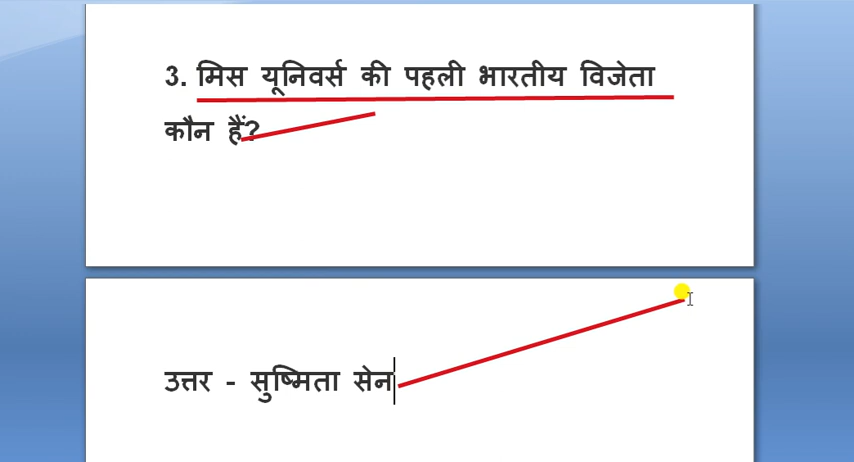 3. मिस यूनिवर्स की पहली भारतीय विजेता
कौन हैं?
उत्तर - सुष्मिता सेन